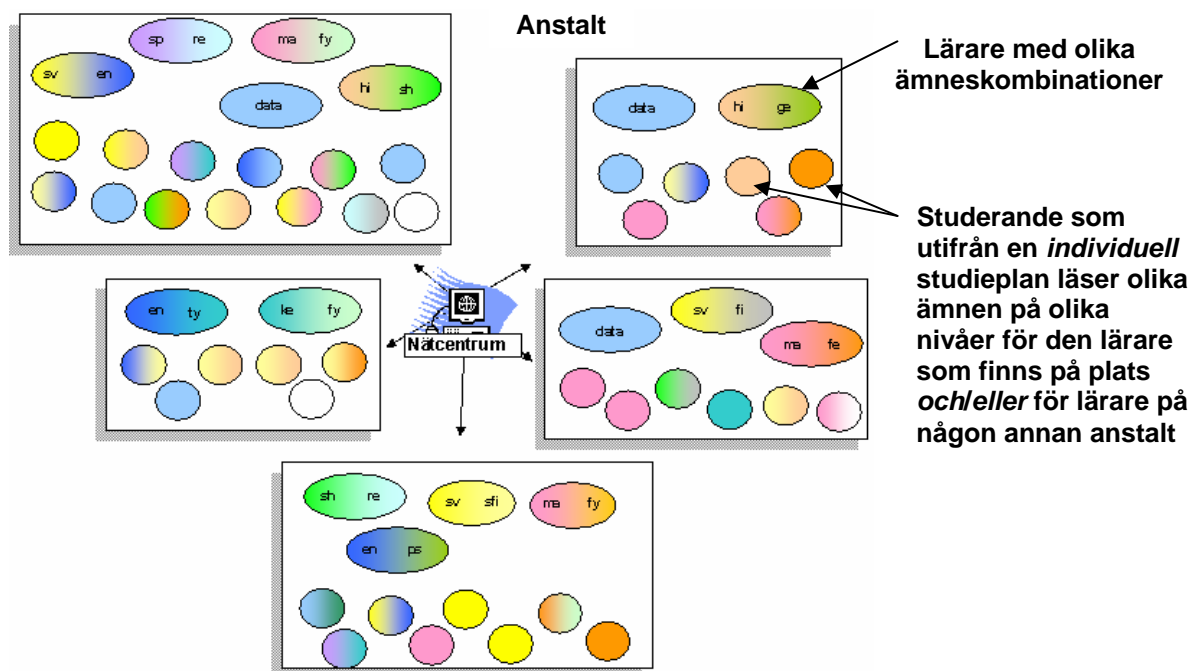 Anstalt
sp re
ma fy
sv en
hi sh
data
data
hi ge
Lärare med olika
ämneskombinationer
Studerande som
utifrån en individuell
studieplan läser olika
ämnen på olika
nivåer för den lärare
som finns på plats
och/eller för lärare på
någon annan anstalt
en ty
ke fy
Nätcentrum
sv fi
data
ma fe
sh re
sv sfi
ma fy
en ps